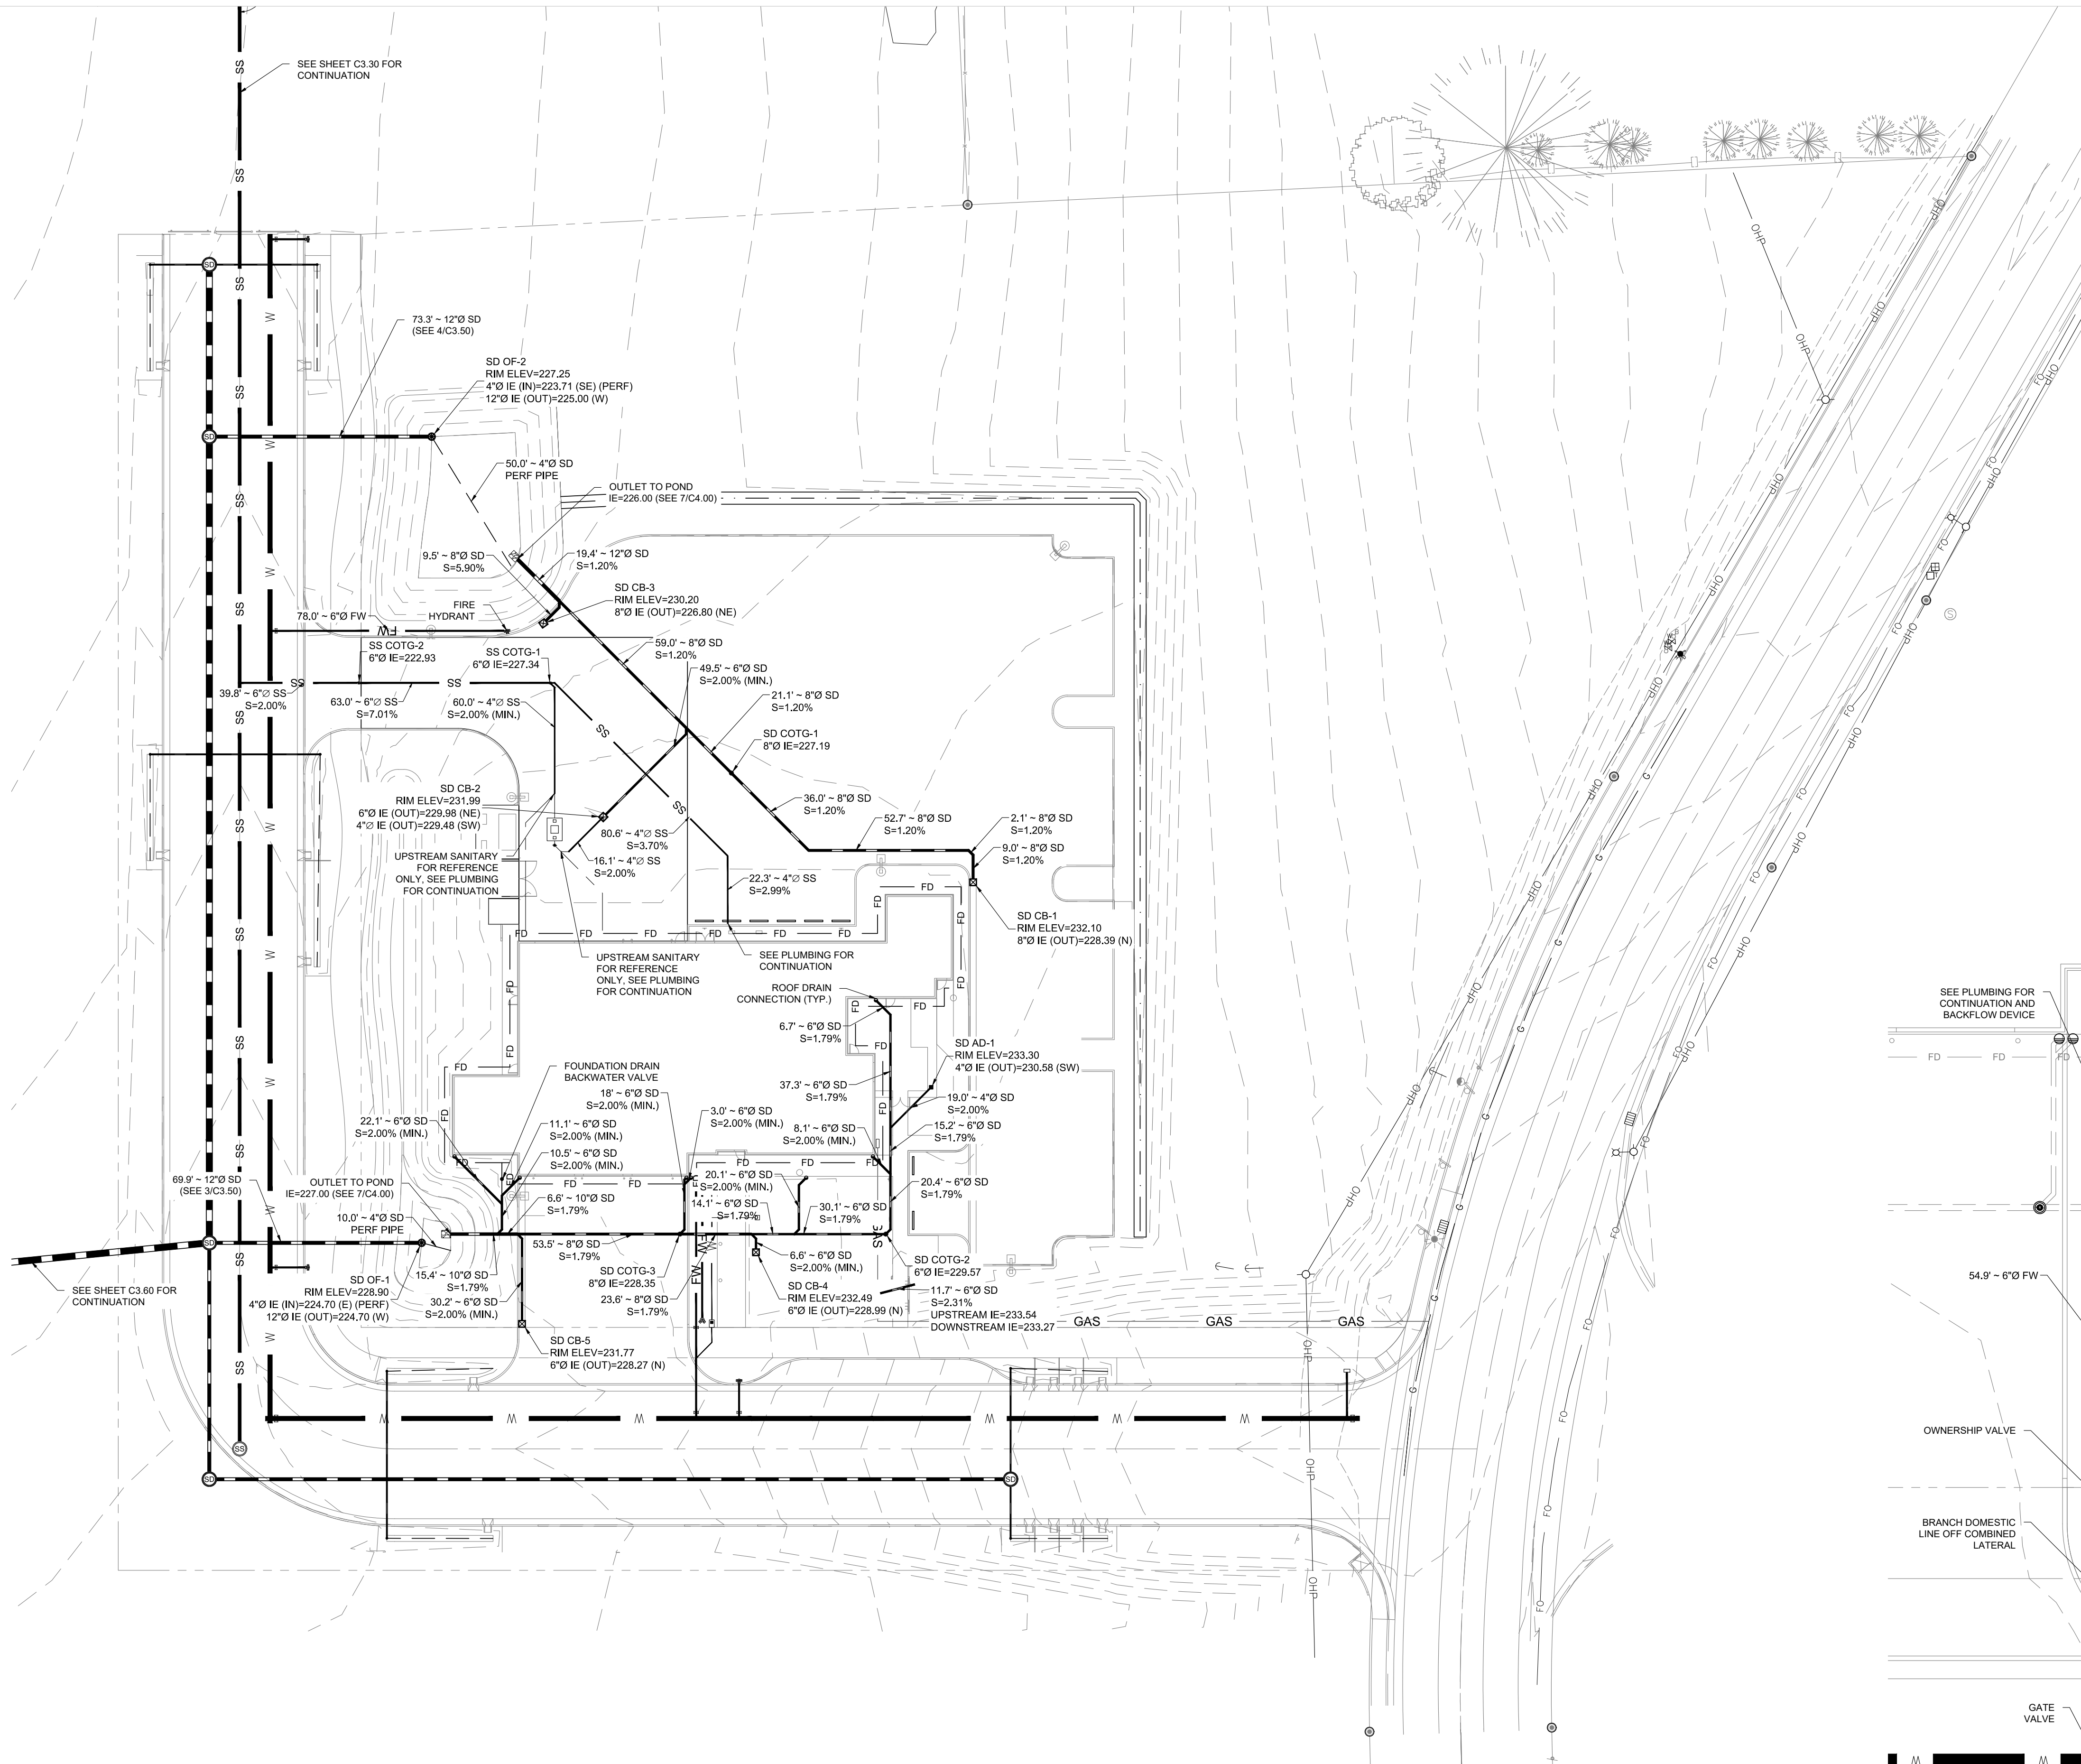 SEE SHEET C3.30 FOR
CONTINUATION
73.3' ~ 12"Ø SD
(SEE 4/C3.50)
SD OF-2
RIM ELEV=227.25
4"Ø IE (IN)=223.71 (SE) (PERF)
12"Ø IE (OUT)=225.00 (W)
50.0' ~ 4"Ø SD
PERF PIPE
OUTLET TO POND
IE=226.00 (SEE 7/C4.00)
9.5' ~ 8"Ø SD
S=5.90%
19.4' ~ 12"Ø SD
S=1.20%
SD CB-3
RIM ELEV=230.20
8"Ø IE (OUT)=226.80 (NE)
FIRE
HYDRANT
78.0' ~ 6"Ø FW
FW
SS COTG-2
6"Ø IE=222.93
SS COTG-1
6"Ø IE=227.34
59.0' ~ 8"Ø SD
S=1.20%
49.5' ~ 6"Ø SD
S=2.00% (MIN.)
39.8' ~ 6"Ø SS
S=2.00%
63.0' ~ 6"Ø SS
S=7.01%
60.0' ~ 4"Ø SS
S=2.00% (MIN.)
21.1' ~ 8"Ø SD
S=1.20%
SD COTG-1
8"Ø IE=227.19
SD CB-2
RIM ELEV=231.99
6"Ø IE (OUT)=229.98 (NE)
4"Ø IE (OUT)=229.48 (SW)
36.0' ~ 8"Ø SD
S=1.20%
52.7' ~ 8"Ø SD
S=1.20%
2.1' ~ 8"Ø SD
S=1.20%
9.0' ~ 8"Ø SD
S=1.20%
80.6' ~ 4"Ø SS
S=3.70%
UPSTREAM SANITARY
FOR REFERENCE
ONLY, SEE PLUMBING
FOR CONTINUATION
16.1' ~ 4"Ø SS
S=2.00%
22.3' ~ 4"Ø SS
S=2.99%
SD CB-1
RIM ELEV=232.10
8"Ø IE (OUT)=228.39 (N)
UPSTREAM SANITARY
FOR REFERENCE
ONLY, SEE PLUMBING
FOR CONTINUATION
SEE PLUMBING FOR
CONTINUATION
ROOF DRAIN
CONNECTION (TYP.)
6.7' ~ 6"Ø SD
S=1.79%
SD AD-1
RIM ELEV=233.30
4"Ø IE (OUT)=230.58 (SW)
FOUNDATION DRAIN
BACKWATER VALVE
37.3' ~ 6"Ø SD
S=1.79%
18' ~ 6"Ø SD
S=2.00% (MIN.)
19.0' ~ 4"Ø SD
S=2.00%
22.1' ~ 6"Ø SD
S=2.00% (MIN.)
11.1' ~ 6"Ø SD
S=2.00% (MIN.)
3.0' ~ 6"Ø SD
S=2.00% (MIN.)
8.1' ~ 6"Ø SD
S=2.00% (MIN.)
15.2' ~ 6"Ø SD
S=1.79%
10.5' ~ 6"Ø SD
S=2.00% (MIN.)
69.9' ~ 12"Ø SD
(SEE 3/C3.50)
OUTLET TO POND
IE=227.00 (SEE 7/C4.00)
20.1' ~ 6"Ø SD
S=2.00% (MIN.)
20.4' ~ 6"Ø SD
S=1.79%
6.6' ~ 10"Ø SD
S=1.79%
14.1' ~ 6"Ø SD
S=1.79%
30.1' ~ 6"Ø SD
S=1.79%
10.0' ~ 4"Ø SD
PERF PIPE
53.5' ~ 8"Ø SD
S=1.79%
6.6' ~ 6"Ø SD
S=2.00% (MIN.)
SD COTG-2
6"Ø IE=229.57
SEE SHEET C3.60 FOR
CONTINUATION
SD OF-1
RIM ELEV=228.90
4"Ø IE (IN)=224.70 (E) (PERF)
12"Ø IE (OUT)=224.70 (W)
15.4' ~ 10"Ø SD
S=1.79%
30.2' ~ 6"Ø SD
S=2.00% (MIN.)
SD COTG-3
8"Ø IE=228.35
23.6' ~ 8"Ø SD
S=1.79%
SD CB-4
RIM ELEV=232.49
6"Ø IE (OUT)=228.99 (N)
11.7' ~ 6"Ø SD
S=2.31%
UPSTREAM IE=233.54
DOWNSTREAM IE=233.27
GAS GAS GAS
SD CB-5
RIM ELEV=231.77
6"Ø IE (OUT)=228.27 (N)
SEE PLUMBING FOR
CONTINUATION AND
BACKFLOW DEVICE
FD FD FD
54.9' ~ 6"Ø FW
OWNERSHIP VALVE
BRANCH DOMESTIC
LINE OFF COMBINED
LATERAL
GATE
VALVE